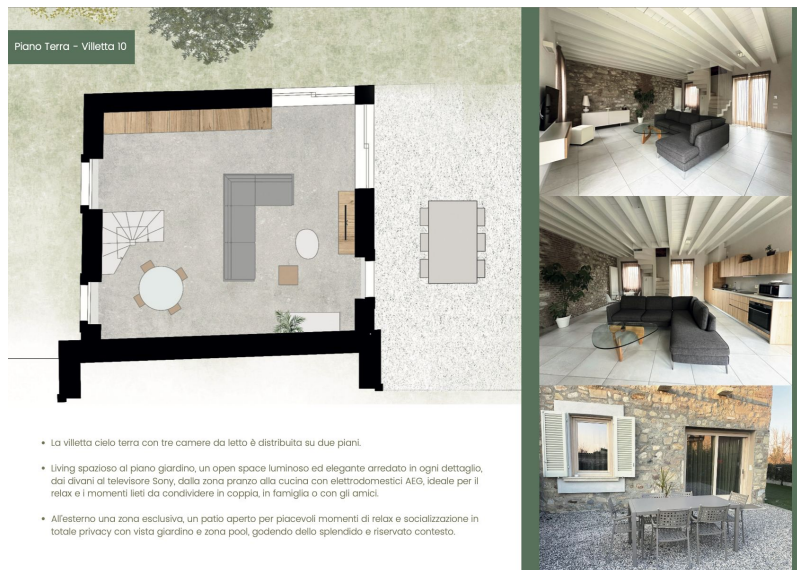 Piano Terra - Villetta 10
• La villetta cielo terra con tre camere da letto è distribuita su due piani.
• Living spazioso al piano giardino, un open space luminoso ed elegante arredato in ogni dettaglio,
dai divani al televisore Sony, dalla zona pranzo alla cucina con elettrodomestici AEG, ideale per il
relax e i momenti lieti da condividere in coppia, in famiglia o con gli amici.
• All'esterno una zona esclusiva, un patio aperto per piacevoli momenti di relax e socializzazione in
totale privacy con vista giardino e zona pool, godendo dello splendido e riservato contesto.